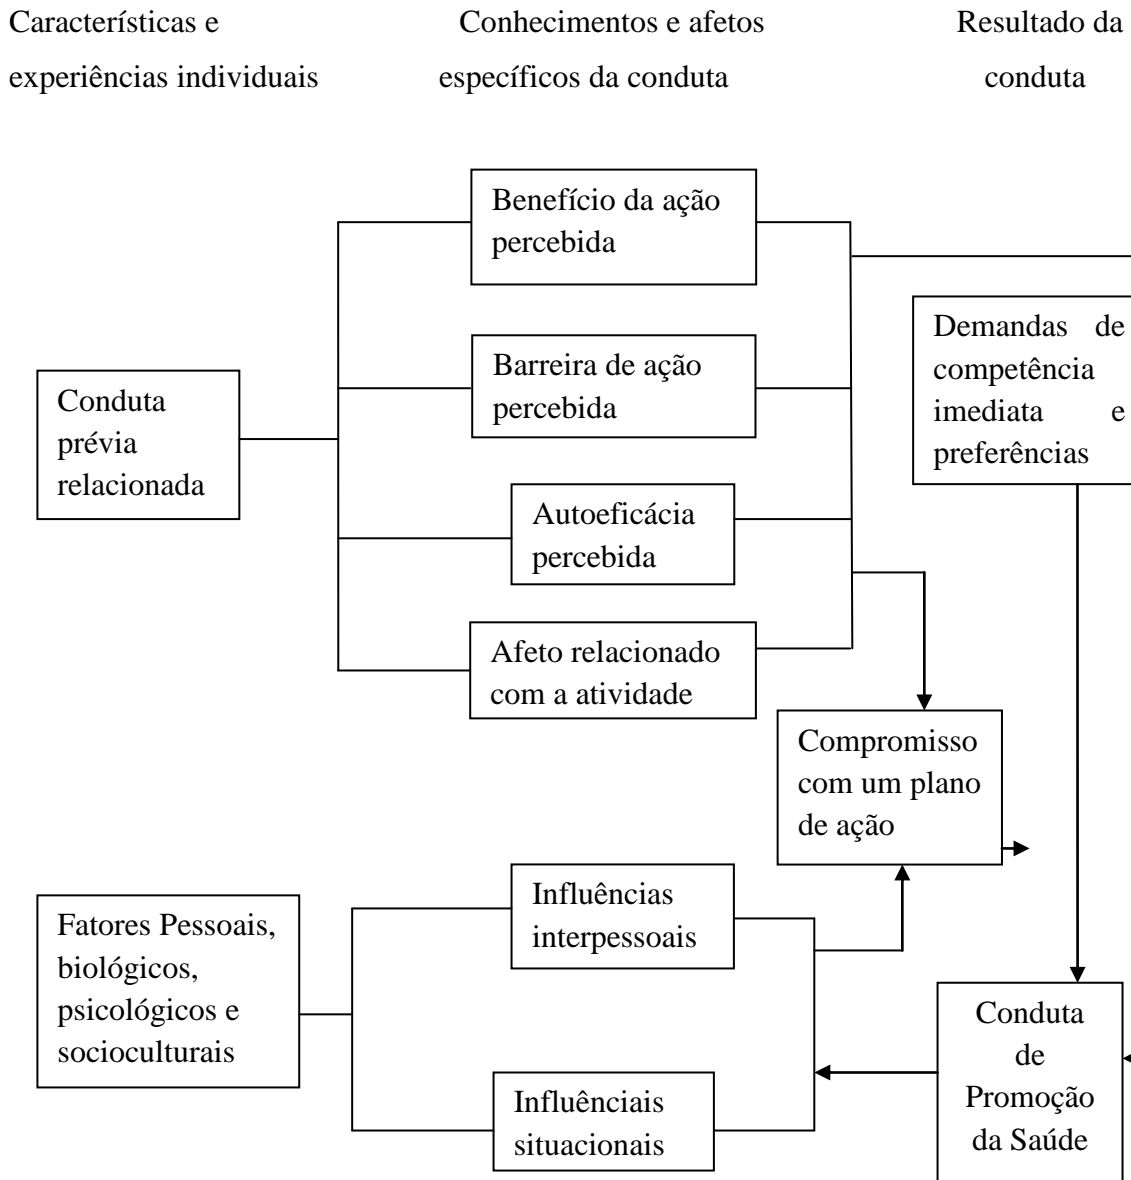 Características e
experiências individuais
Conhecimentos e afetos
específicos da conduta
Resultado da
conduta
Benefício da ação
percebida
Barreira de ação
percebida
Autoeficácia
percebida
Afeto relacionado
com a atividade
Conduta
prévia
relacionada
Demandas de
competência
imediata e
preferências
Compromisso
com um plano
de ação
Fatores Pessoais,
biológicos,
psicológicos e
socioculturais
Influências
interpessoais
Influênciais
situacionais
Conduta
de
Promoção
da Saúde